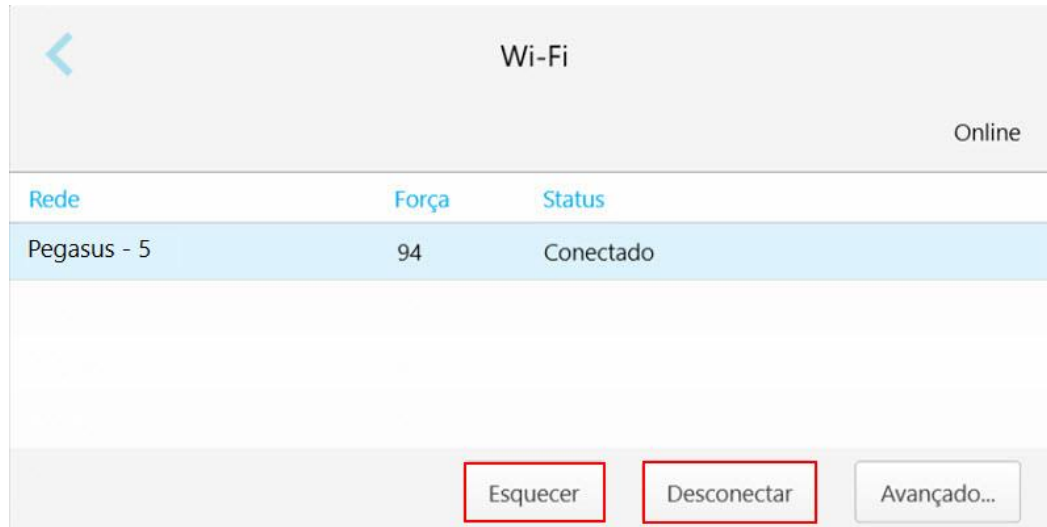 Wi-Fi
Online
Rede Força Status
Pegasus - 5 94 Conectado
Esquecer Desconectar Avançado...